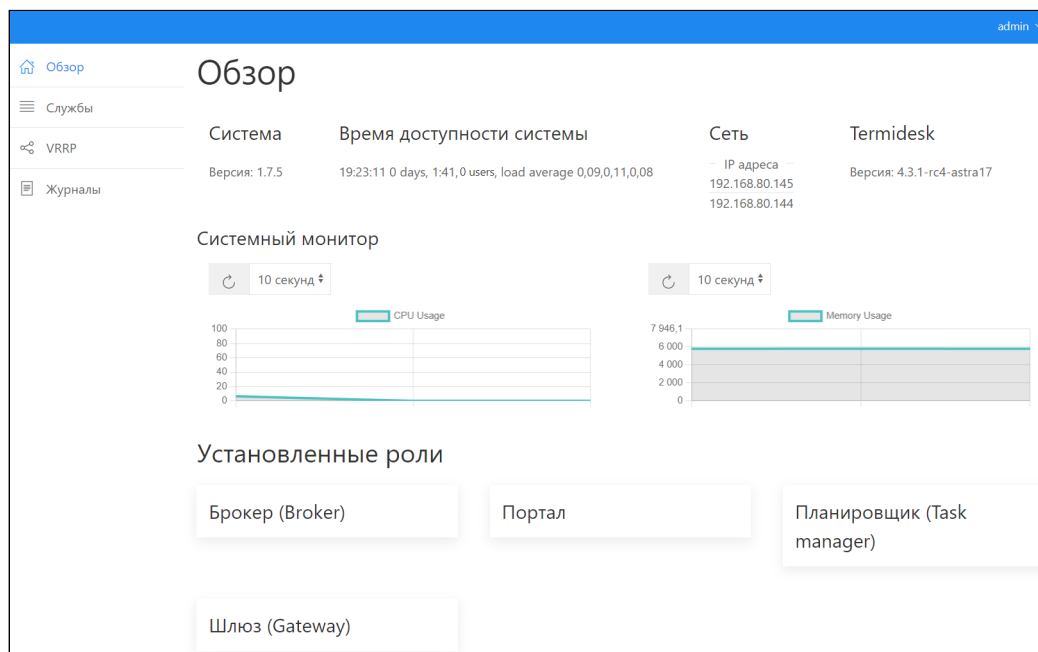 admin
Обзор
Службы
VRRP
Журналы
Обзор
Система
Версия: 1.7.5
Время доступности системы
19:23:11 0 days, 1:41, 0 users, load average 0,09,0,11,0,08
Сеть
IP адреса
192.168.80.145
192.168.80.144
Termidesk
Версия: 4.3.1-rc4-astra17
Системный монитор
10 секунд
CPU Usage
100
80
60
40
20
0
10 секунд
Memory Usage
7 946,1
6 000
4 000
2 000
0
Установленные роли
Брокер (Broker)
Портал
Планировщик (Task
manager)
Шлюз (Gateway)